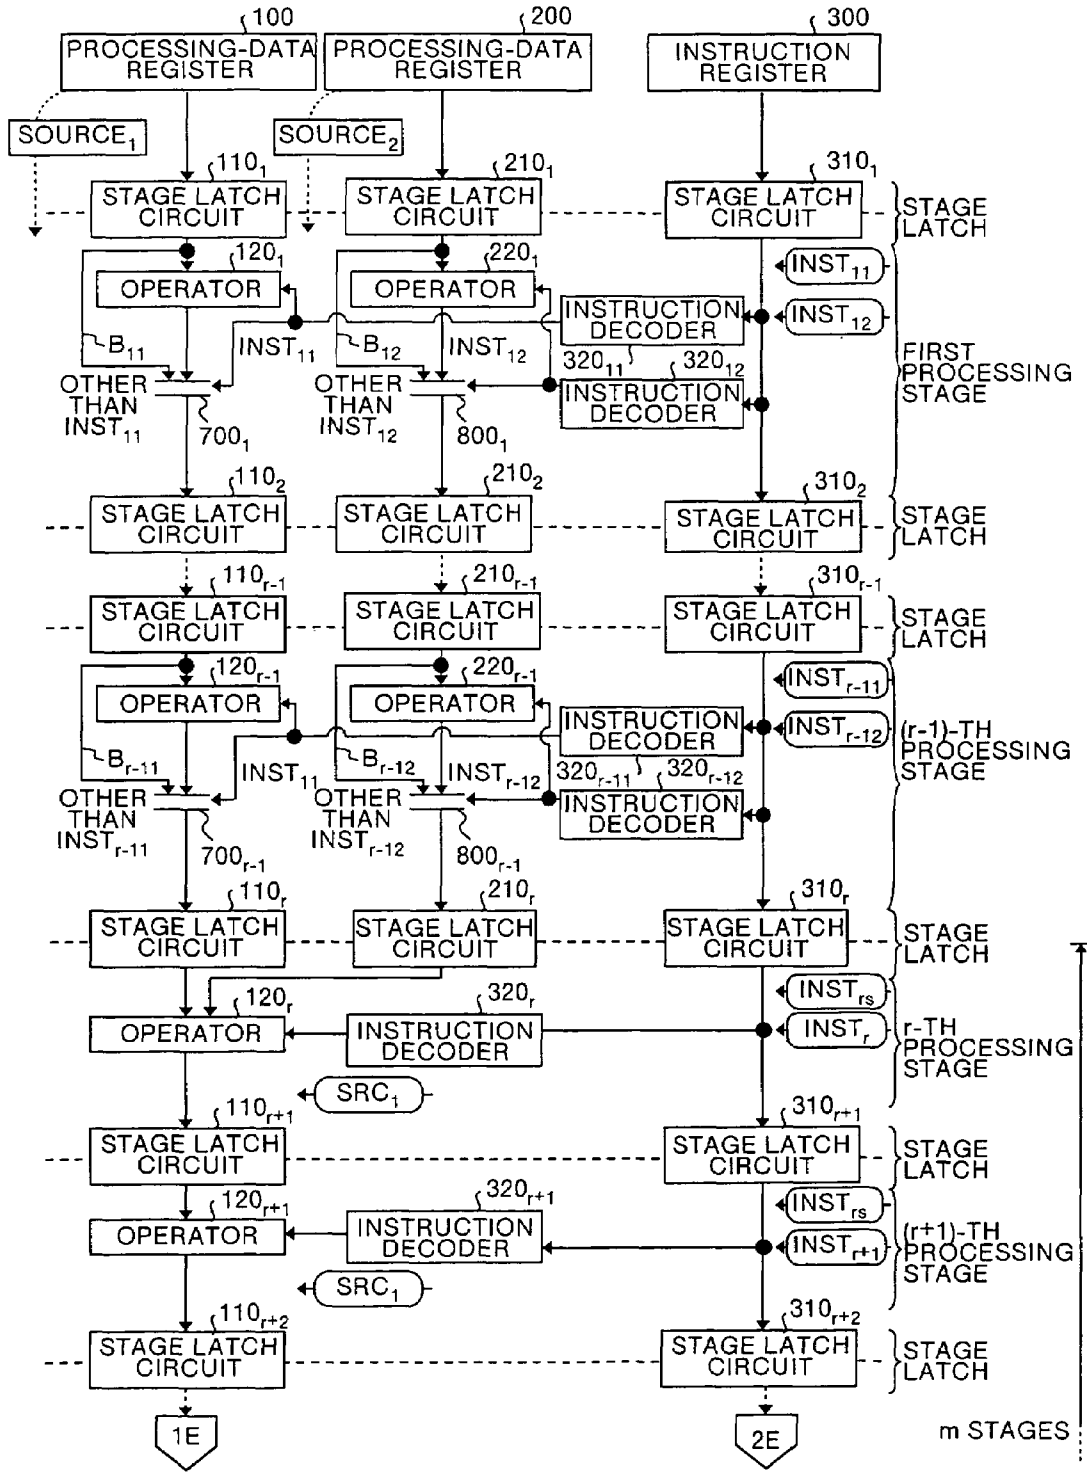 100
200
300
PROCESSING-DATA
REGISTER
PROCESSING-DATA
REGISTER
INSTRUCTION
REGISTER
SOURCE₁
SOURCE₂
110₁
210₁
310₁
STAGE LATCH
CIRCUIT
STAGE LATCH
CIRCUIT
STAGE LATCH
CIRCUIT
STAGE
LATCH
120₁
220₁
INST₁₁
OPERATOR
OPERATOR
INSTRUCTION
DECODER
INST₁₂
B₁₁
INST₁₁
B₁₂
INST₁₂
320₁₁
320₁₂
FIRST
PROCESSING
STAGE
OTHER
THAN
INST₁₁
700₁
OTHER
THAN
INST₁₂
800₁
INSTRUCTION
DECODER
110₂
210₂
310₂
STAGE LATCH
CIRCUIT
STAGE LATCH
CIRCUIT
STAGE LATCH
CIRCUIT
STAGE
LATCH
110r-1
210r-1
310r-1
STAGE LATCH
CIRCUIT
STAGE LATCH
CIRCUIT
STAGE LATCH
CIRCUIT
STAGE
LATCH
120r-1
220r-1
INSTr-11
OPERATOR
OPERATOR
INSTRUCTION
DECODER
INSTr-12
(r-1)-TH
PROCESSING
STAGE
Br-11
INST₁₁
Br-12
INSTr-12
320r-11
320r-12
OTHER
THAN
INSTr-11
700r-1
OTHER
THAN
INSTr-12
800r-1
INSTRUCTION
DECODER
110r
210r
310r
STAGE LATCH
CIRCUIT
STAGE LATCH
CIRCUIT
STAGE LATCH
CIRCUIT
STAGE
LATCH
120r
320r
INSTrs
OPERATOR
INSTRUCTION
DECODER
INSTr
r-TH
PROCESSING
STAGE
SRC₁
110r+1
310r+1
STAGE LATCH
CIRCUIT
STAGE LATCH
CIRCUIT
STAGE
LATCH
120r+1
320r+1
INSTrs
OPERATOR
INSTRUCTION
DECODER
INSTr+1
(r+1)-TH
PROCESSING
STAGE
SRC₁
110r+2
310r+2
STAGE LATCH
CIRCUIT
STAGE LATCH
CIRCUIT
STAGE
LATCH
1E
2E
m STAGES